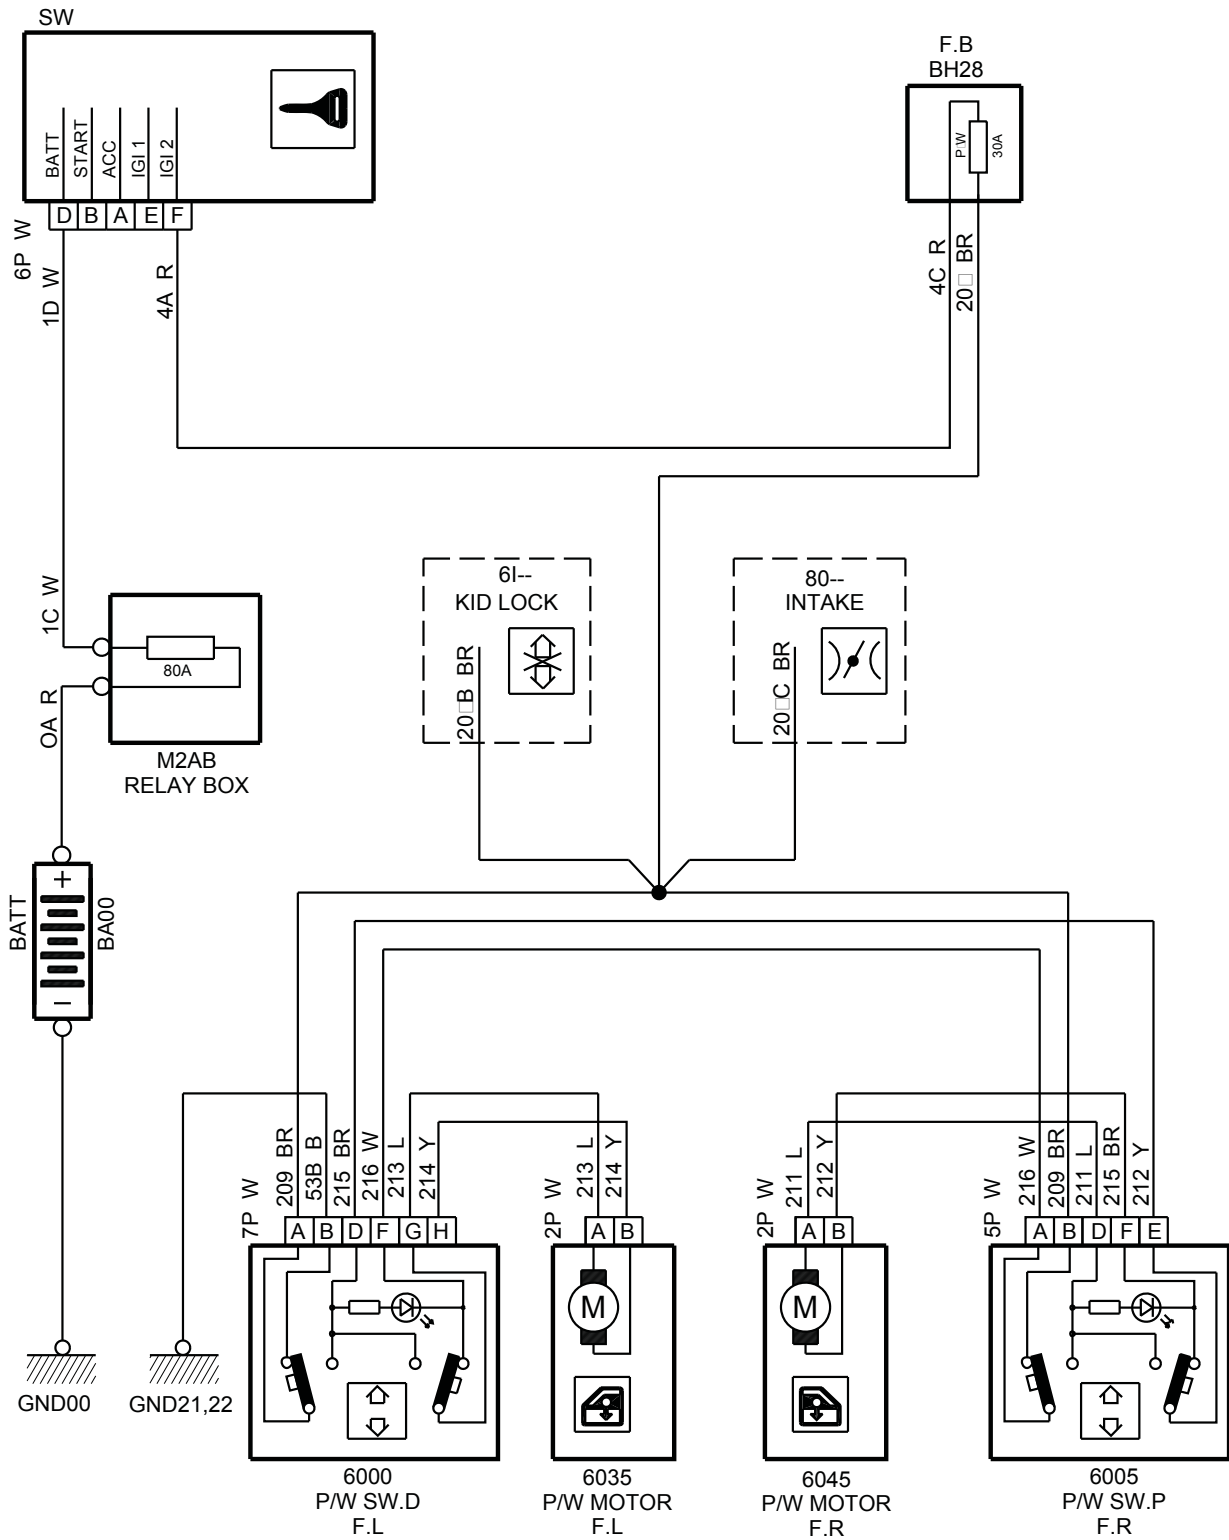 SW
BATT
START
ACC
IGI 1
IGI 2
D B A E F
6P W
1D W
4A R
F.B
BH28
P□W
30A
4C R
20□ BR
1C W
80A
OA R
M2AB
RELAY BOX
6I--
KID LOCK
20□B BR
80--
INTAKE
20□C BR
BATT
+
–
BA00
GND00
GND21,22
7P W
209 BR
53B B
215 BR
216 W
213 L
214 Y
A B D F G H
6000
P/W SW.D
F.L
2P W
213 L
214 Y
A B
M
6035
P/W MOTOR
F.L
2P W
211 L
212 Y
A B
M
6045
P/W MOTOR
F.R
5P W
216 W
209 BR
211 L
215 BR
212 Y
A B D F E
6005
P/W SW.P
F.R